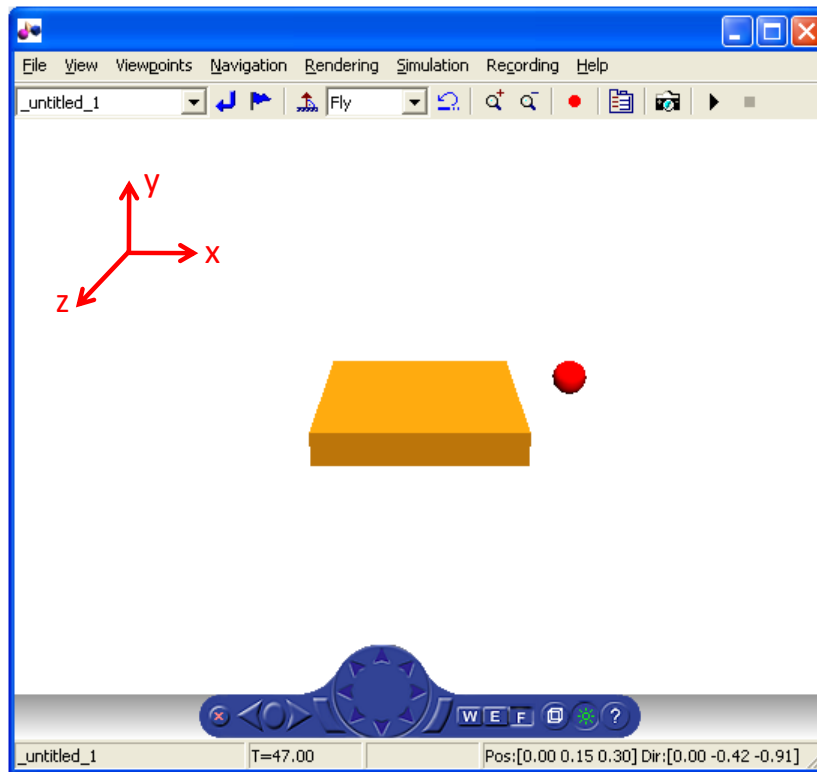 File View Viewpoints Navigation Rendering Simulation Recording Help
_untitled_1 Fly
y
x
z
W E F ?
_untitled_1 T=47.00 Pos:[0.00 0.15 0.30] Dir:[0.00 -0.42 -0.91]